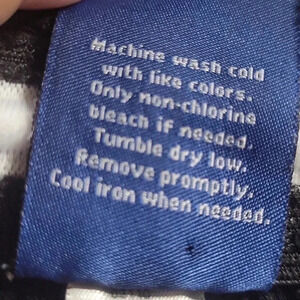 Machine wash cold
with like colors.
Only non-chlorine
bleach if needed.
Tumble dry low.
Remove promptly.
Cool iron when needed.